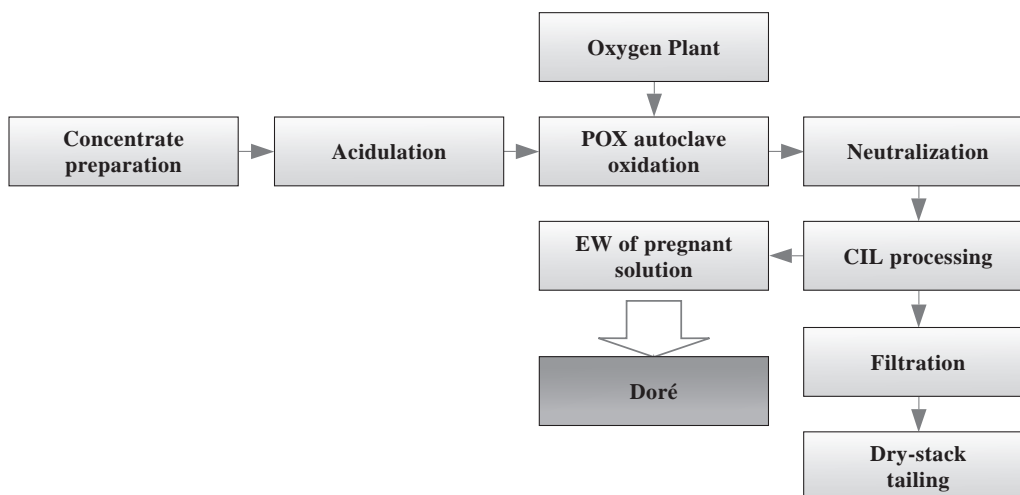 Oxygen Plant
Concentrate
preparation
Acidulation
POX autoclave
oxidation
Neutralization
EW of pregnant
solution
CIL processing
Filtration
Doré
Dry-stack
tailing